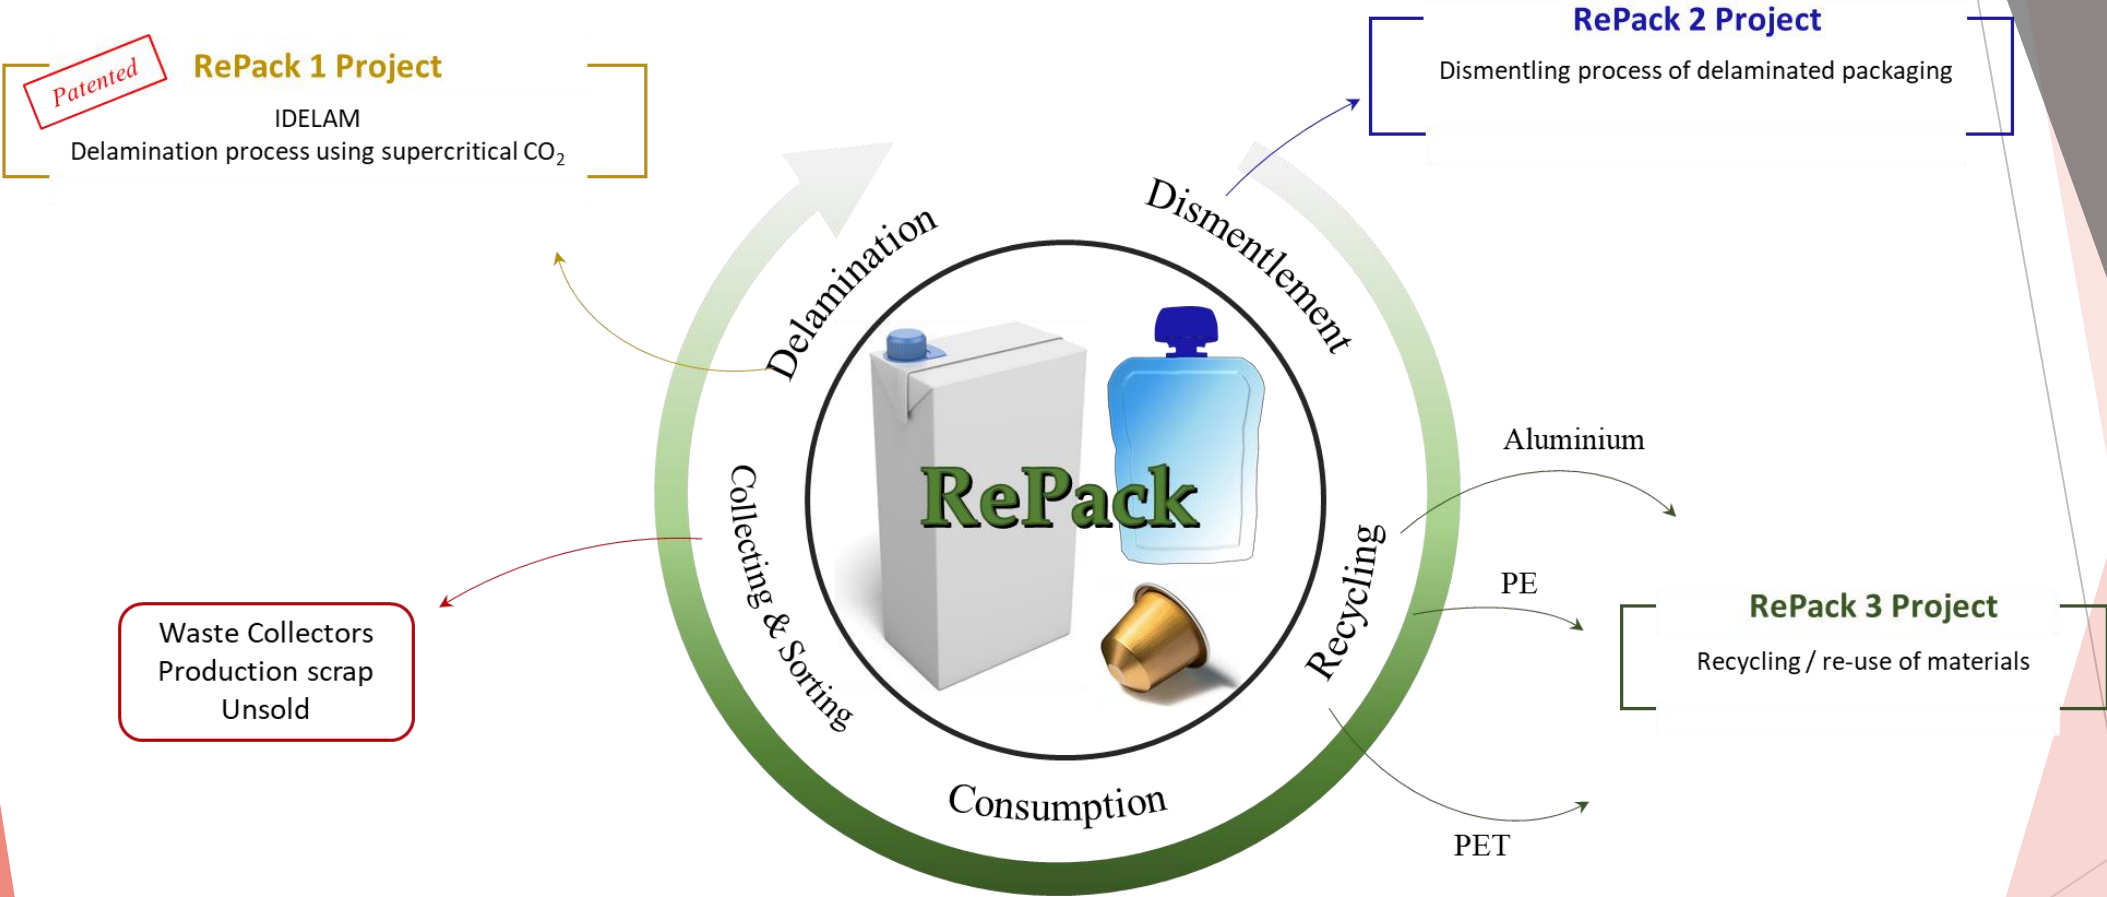 Patented
RePack 1 Project
IDELAM
Delamination process using supercritical CO₂
RePack 2 Project
Dismentling process of delaminated packaging
Delamination
Dismentlement
Collecting & Sorting
RePack
Recycling
Consumption
Aluminium
PE
PET
Waste Collectors
Production scrap
Unsold
RePack 3 Project
Recycling / re-use of materials